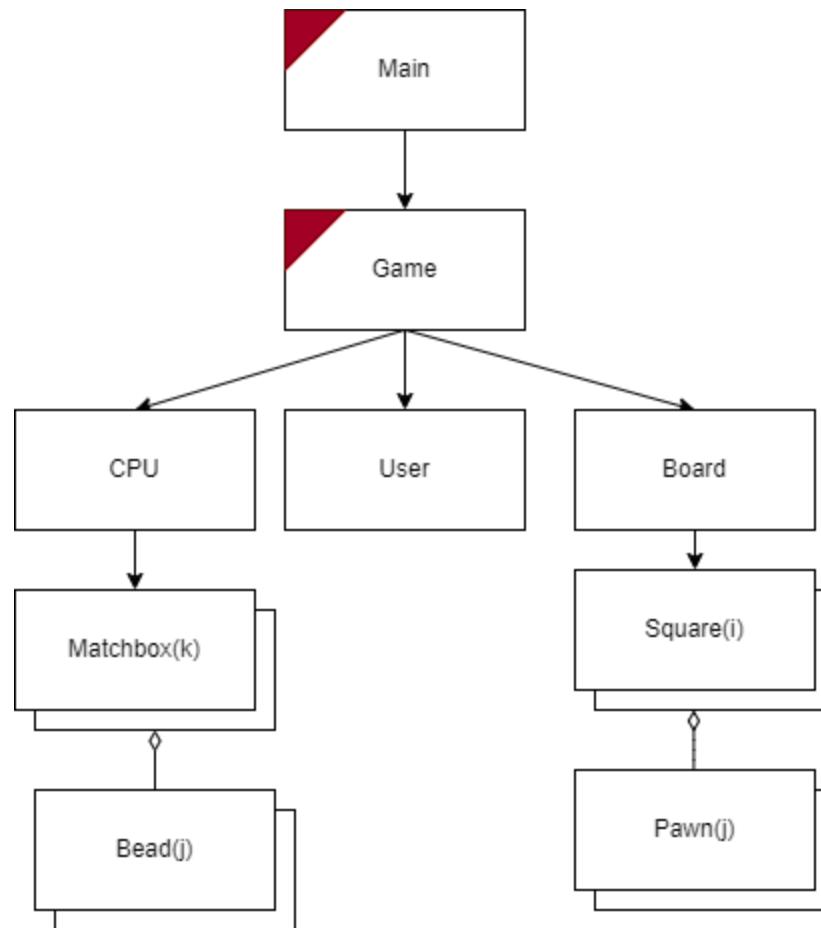 Main
Game
CPU
User
Board
Matchbox(k)
Square(i)
Bead(j)
Pawn(j)